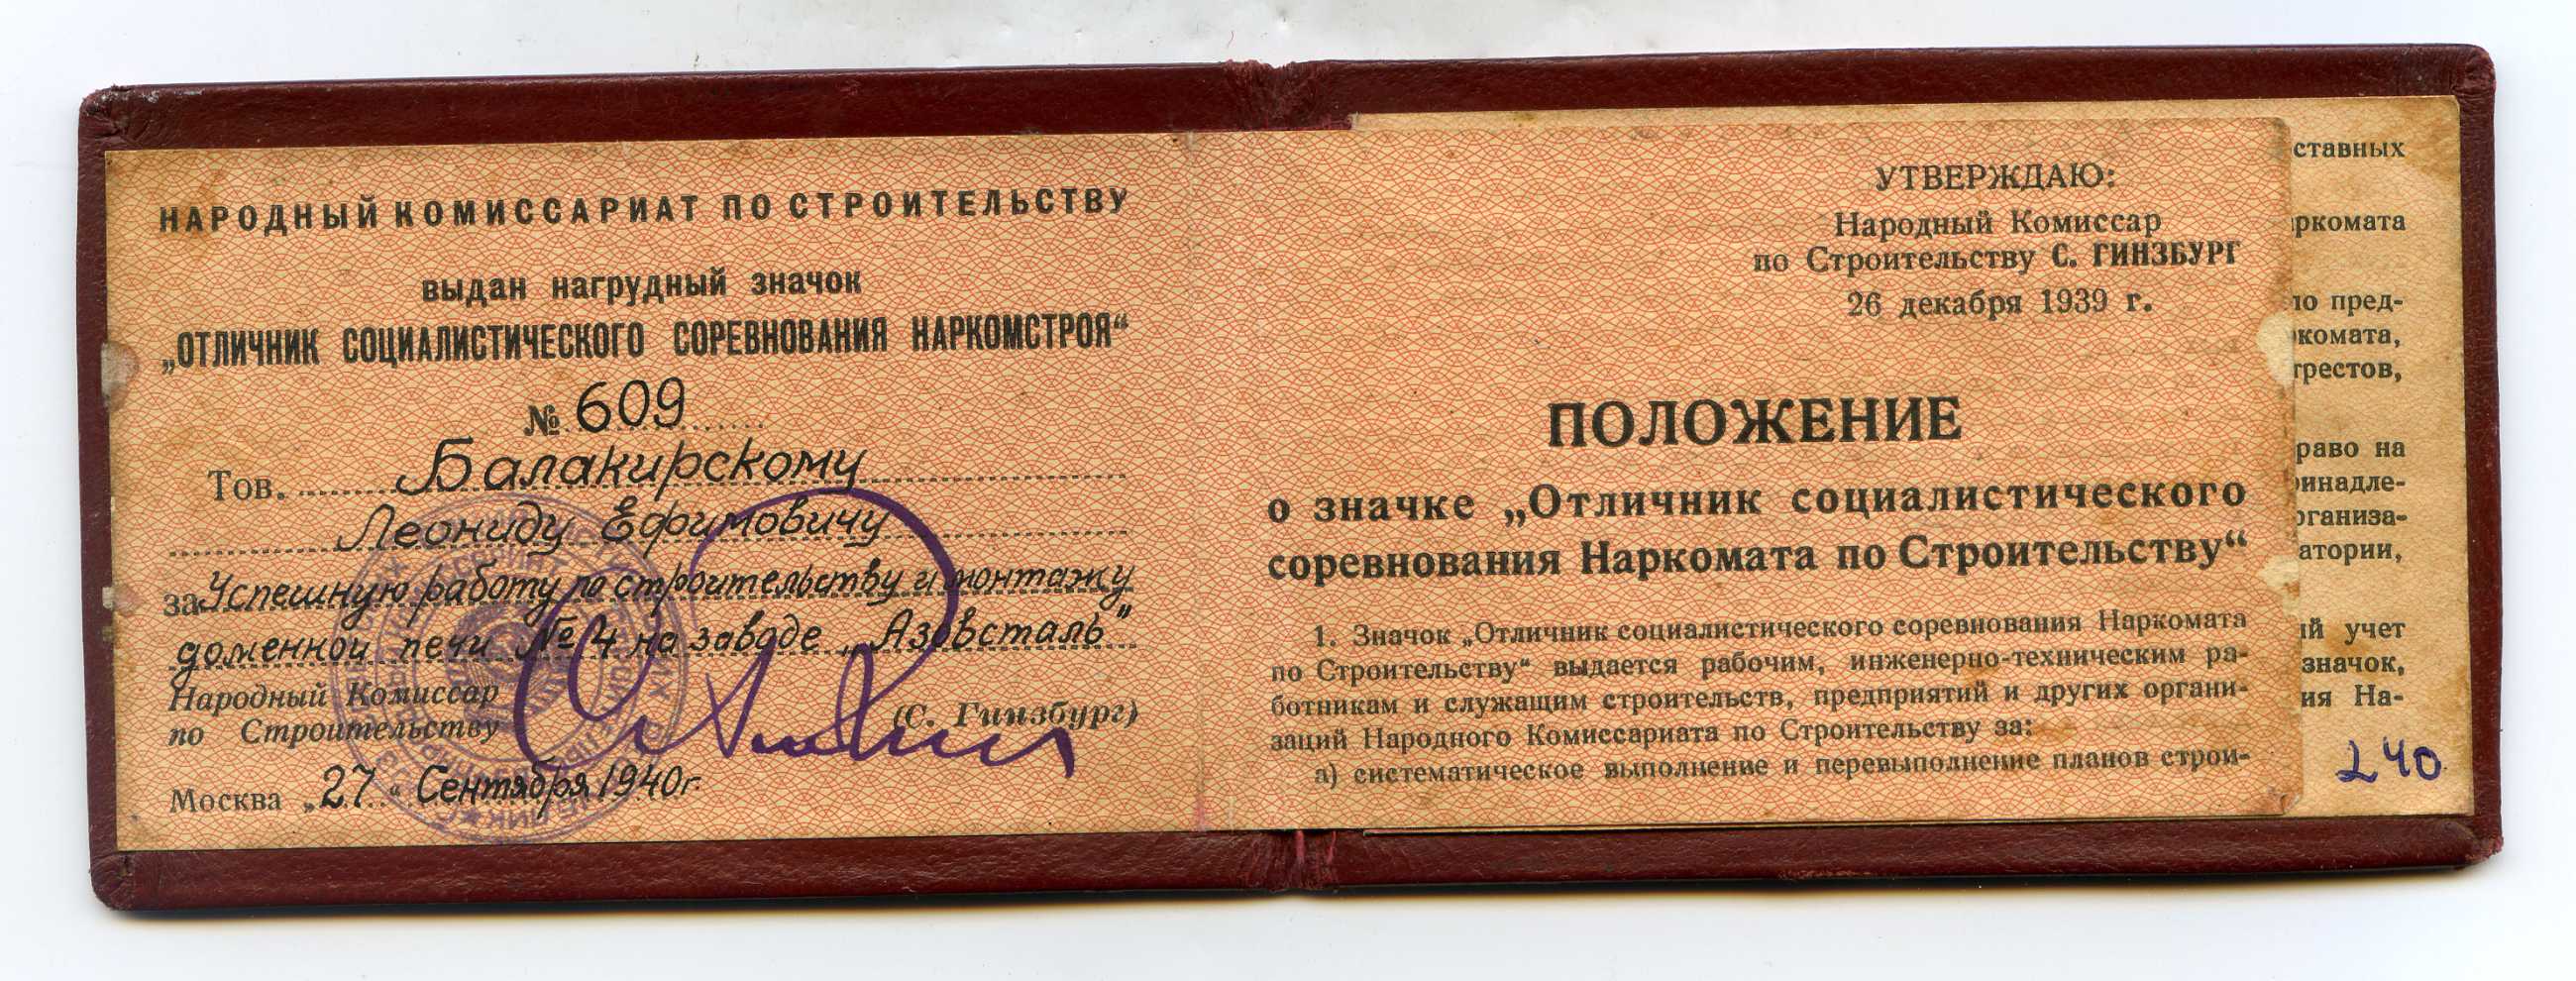 НАРОДНЫЙ КОМИССАРИАТ ПО СТРОИТЕЛЬСТВУ
выдан нагрудный значок
„ОТЛИЧНИК СОЦИАЛИСТИЧЕСКОГО СОРЕВНОВАНИЯ НАРКОМСТРОЯ“
№ 609
Тов. Балакирскому
Леониду Ефимовичу
за Успешную работу по строительству и монтажу
доменной печи № 4 на заводе „Азовсталь"
Народный Комиссар
по Строительству
(С. Гинзбург)
Москва „27“ Сентября 1940г.
УТВЕРЖДАЮ:
Народный Комиссар
по Строительству С. ГИНЗБУРГ
26 декабря 1939 г.
ПОЛОЖЕНИЕ
о значке „Отличник социалистического
соревнования Наркомата по Строительству“
1. Значок „Отличник социалистического соревнования Наркомата
по Строительству“ выдается рабочим, инженерно-техническим ра-
ботникам и служащим строительств, предприятий и других органи-
заций Народного Комиссариата по Строительству за:
а) систематическое выполнение и перевыполнение планов строи-
ставных
ркомата
по пред-
комата,
трестов,
раво на
инадле-
рганиза-
атории,
ий учет
значок,
ия На-
240